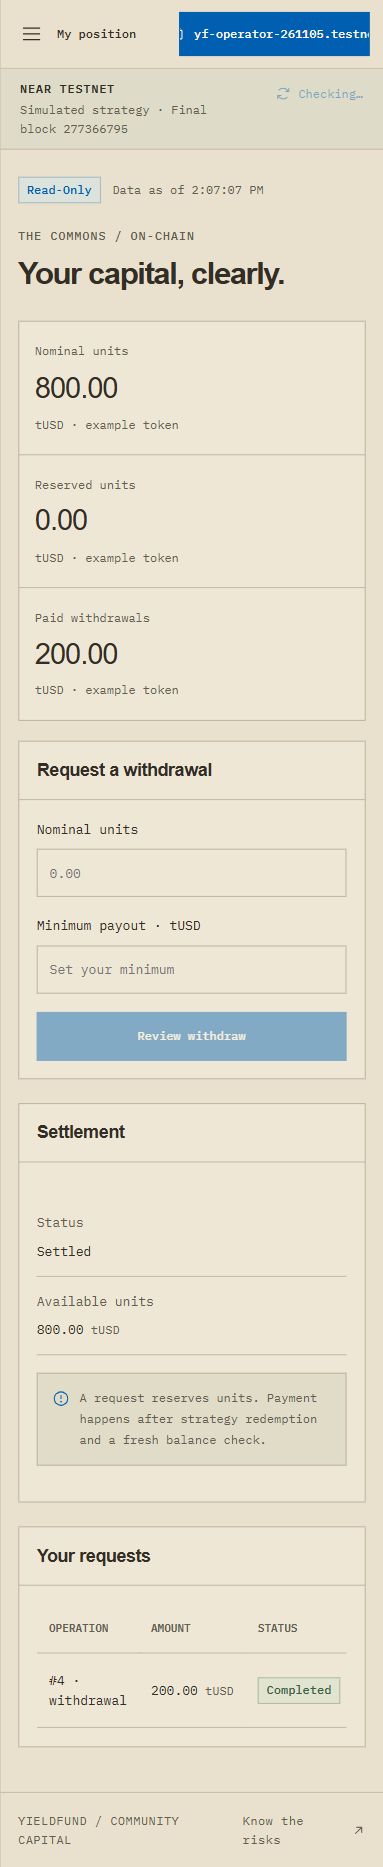 My position
yf-operator-261105.testn
NEAR TESTNET
Simulated strategy · Final
block 277366795
Checking…
Read-Only
Data as of 2:07:07 PM
THE COMMONS / ON-CHAIN
Your capital, clearly.
Nominal units
800.00
tUSD · example token
Reserved units
0.00
tUSD · example token
Paid withdrawals
200.00
tUSD · example token
Request a withdrawal
Nominal units
0.00
Minimum payout · tUSD
Set your minimum
Review withdraw
Settlement
Status
Settled
Available units
800.00 tUSD
A request reserves units. Payment
happens after strategy redemption
and a fresh balance check.
Your requests
OPERATION AMOUNT STATUS
#4 ·
withdrawal
200.00 tUSD
Completed
YIELDFUND / COMMUNITY
CAPITAL
Know the
risks